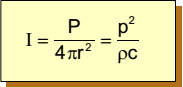 I = P / 4πr² = p² / ρc